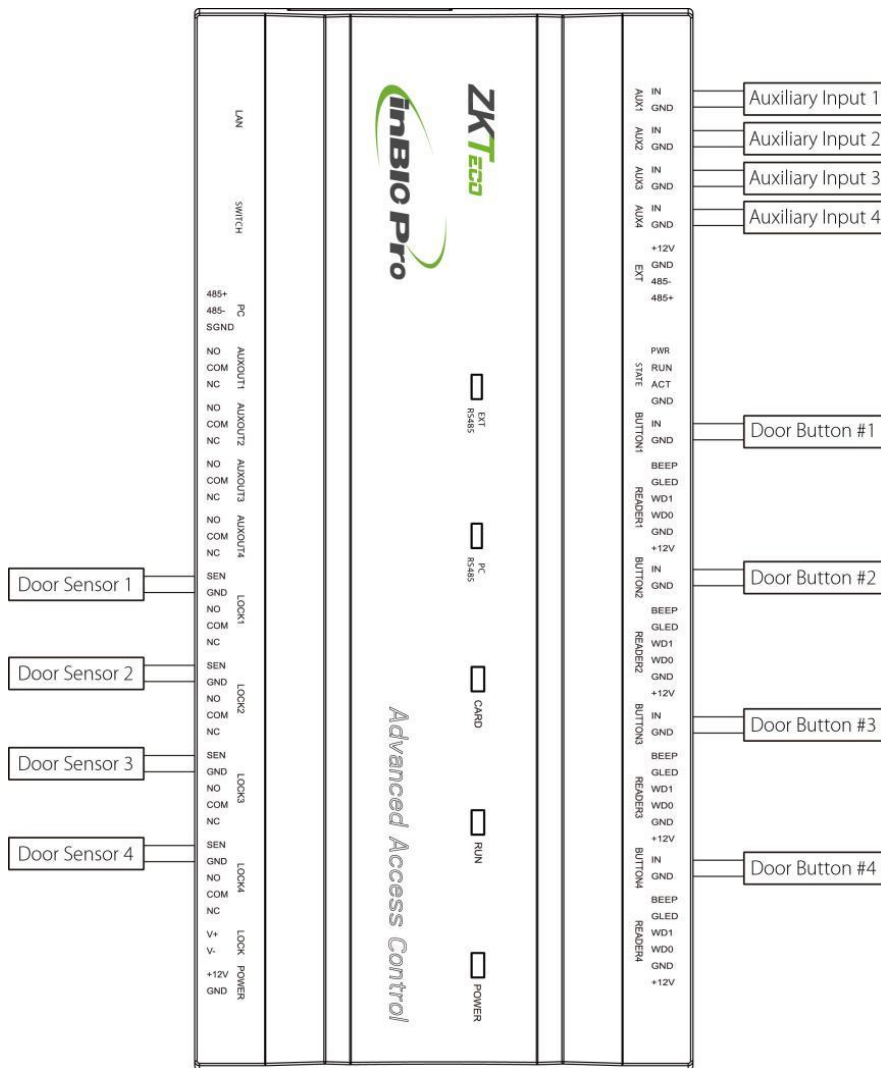 LAN
SWITCH
485+
485-
SGND
PC
NO
COM
NC
AUXOUT1
NO
COM
NC
AUXOUT2
NO
COM
NC
AUXOUT3
NO
COM
NC
AUXOUT4
Door Sensor 1
SEN
GND
NO
COM
NC
LOCK1
Door Sensor 2
SEN
GND
NO
COM
NC
LOCK2
Door Sensor 3
SEN
GND
NO
COM
NC
LOCK3
Door Sensor 4
SEN
GND
NO
COM
NC
LOCK4
V+
V-
LOCK
+12V
GND
POWER
ZKTECO
inBIO Pro
EXT
RS485
PC
RS485
CARD
RUN
POWER
Advanced Access Control
AUX1
IN
GND
Auxiliary Input 1
AUX2
IN
GND
Auxiliary Input 2
AUX3
IN
GND
Auxiliary Input 3
AUX4
IN
GND
Auxiliary Input 4
EXT
+12V
GND
485-
485+
STATE
PWR
RUN
ACT
GND
BUTTON1
IN
GND
Door Button #1
READER1
BEEP
GLED
WD1
WD0
GND
+12V
BUTTON2
IN
GND
Door Button #2
READER2
BEEP
GLED
WD1
WD0
GND
+12V
BUTTON3
IN
GND
Door Button #3
READER3
BEEP
GLED
WD1
WD0
GND
+12V
BUTTON4
IN
GND
Door Button #4
READER4
BEEP
GLED
WD1
WD0
GND
+12V